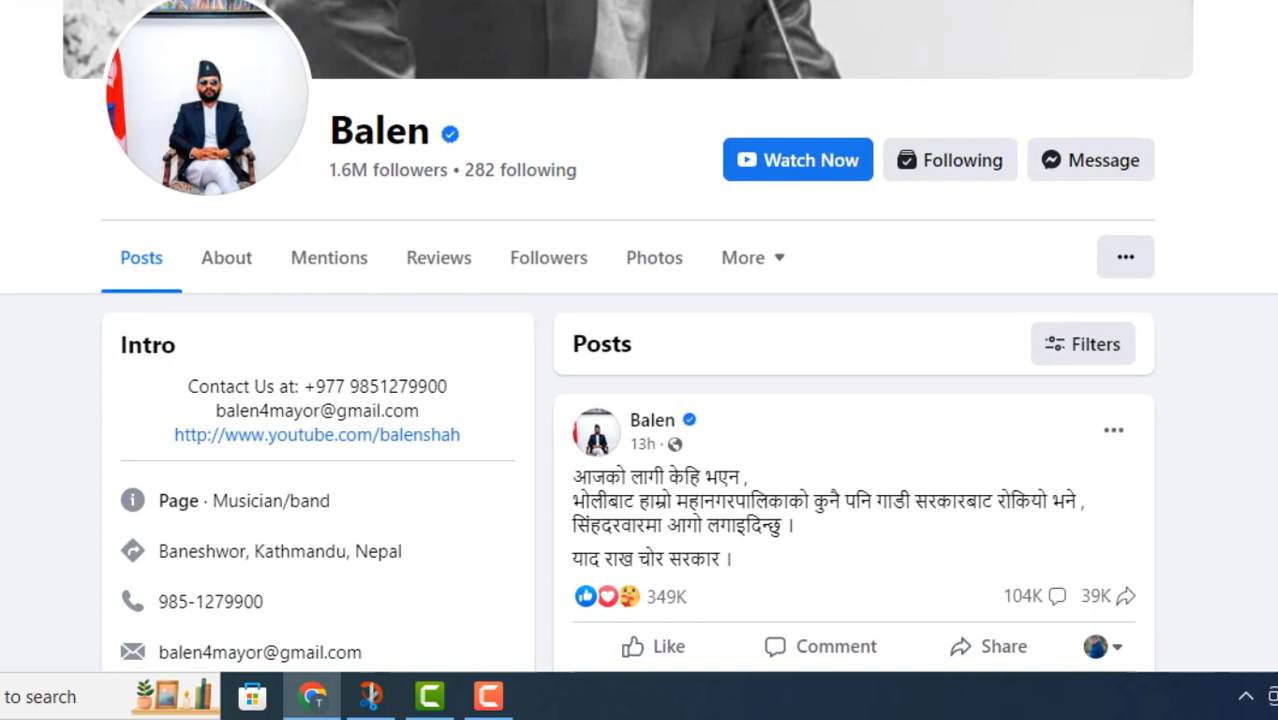 Balen
1.6M followers • 282 following
Watch Now
Following
Message
Posts
About
Mentions
Reviews
Followers
Photos
More
Intro
Contact Us at: +977 9851279900
balen4mayor@gmail.com
http://www.youtube.com/balenshah
Page · Musician/band
Baneshwor, Kathmandu, Nepal
985-1279900
balen4mayor@gmail.com
Posts
Filters
Balen
13h ·
आजको लागी केहि भएन ,
भोलीबाट हाम्रो महानगरपालिकाको कुनै पनि गाडी सरकारबाट रोकियो भने ,
सिंहदरवारमा आगो लगाइदिन्छु ।
याद राख चोर सरकार ।
349K
104K
39K
Like
Comment
Share
to search